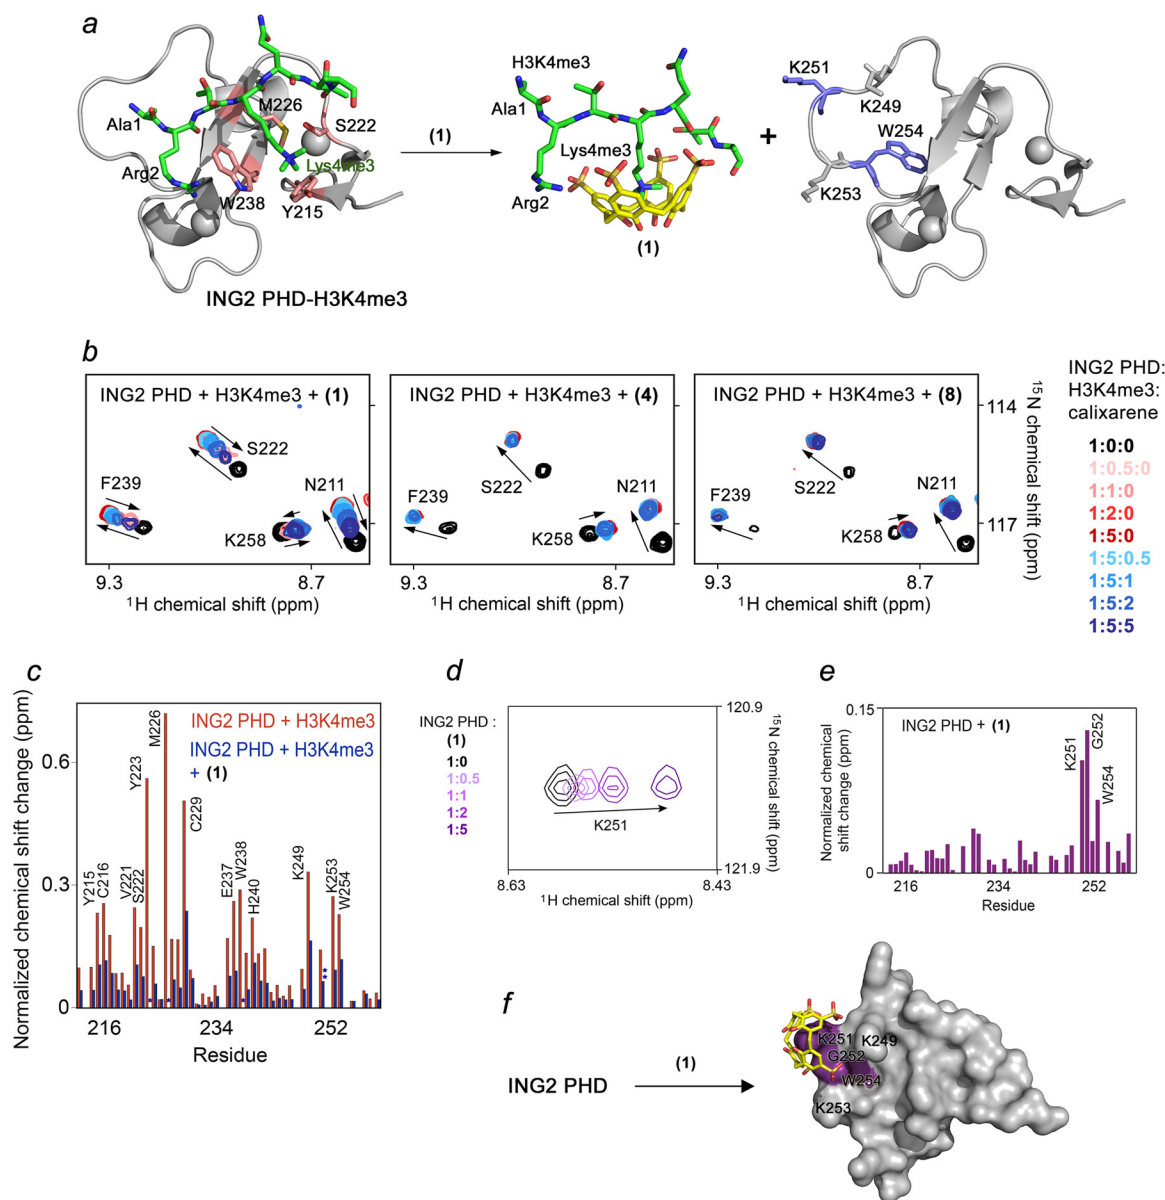 a
Ala1
Arg2
M226
S222
Lys4me3
W238
Y215
ING2 PHD-H3K4me3
(1)
H3K4me3
Ala1
Lys4me3
Arg2
(1)
+
K251
K249
W254
K253
b
ING2 PHD + H3K4me3 + (1)
S222
F239
N211
K258
9.3
8.7
1H chemical shift (ppm)
ING2 PHD + H3K4me3 + (4)
S222
F239
N211
K258
9.3
8.7
1H chemical shift (ppm)
ING2 PHD + H3K4me3 + (8)
S222
F239
N211
K258
9.3
8.7
1H chemical shift (ppm)
114
117
15N chemical shift (ppm)
ING2 PHD:
H3K4me3:
calixarene
1:0:0
1:0.5:0
1:1:0
1:2:0
1:5:0
1:5:0.5
1:5:1
1:5:2
1:5:5
c
Normalized chemical shift change (ppm)
0.6
0.3
0
ING2 PHD + H3K4me3
ING2 PHD + H3K4me3
+ (1)
Y215
C216
V221
S222
Y223
M226
C229
E237
W238
H240
K249
K253
W254
*
*
*
*
*
216
234
252
Residue
d
ING2 PHD :
(1)
1:0
1:0.5
1:1
1:2
1:5
K251
120.9
121.9
15N chemical shift (ppm)
8.63
8.43
1H chemical shift (ppm)
e
Normalized chemical
shift change (ppm)
0.15
0
ING2 PHD + (1)
K251
G252
W254
216
234
252
Residue
f
ING2 PHD
(1)
K251
K249
G252
W254
K253